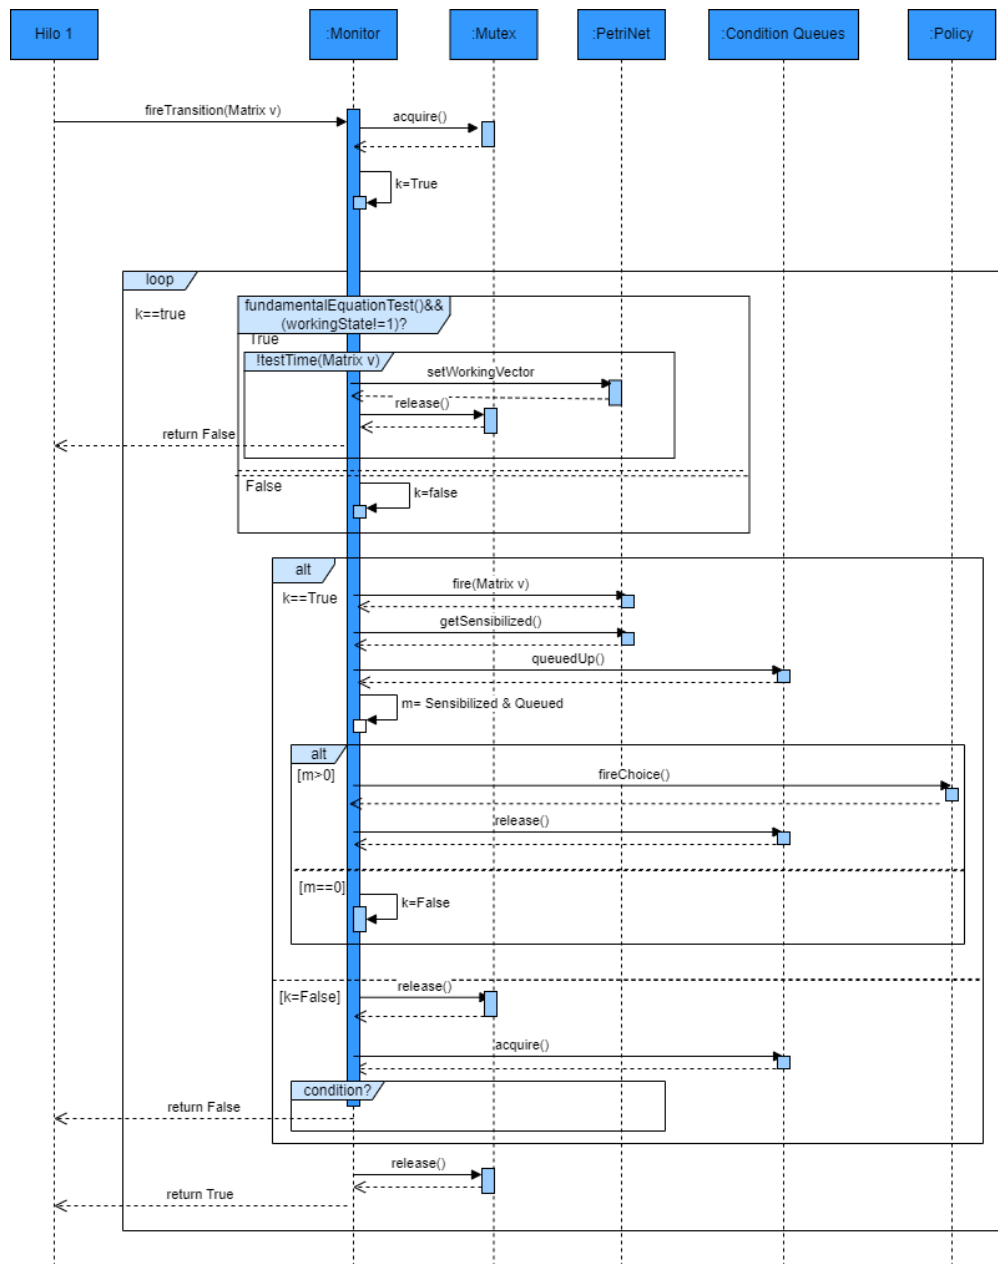 Hilo 1
:Monitor
:Mutex
:PetriNet
:Condition Queues
:Policy
fireTransition(Matrix v)
acquire()
k=True
loop
k==true
fundamentalEquationTest()&&
(workingState!=1)?
True
!testTime(Matrix v)
setWorkingVector
release()
return False
False
k=false
alt
k==True
fire(Matrix v)
getSensibilized()
queuedUp()
m= Sensibilized & Queued
alt
[m>0]
fireChoice()
release()
[m==0]
k=False
[k=False]
release()
acquire()
condition?
return False
release()
return True